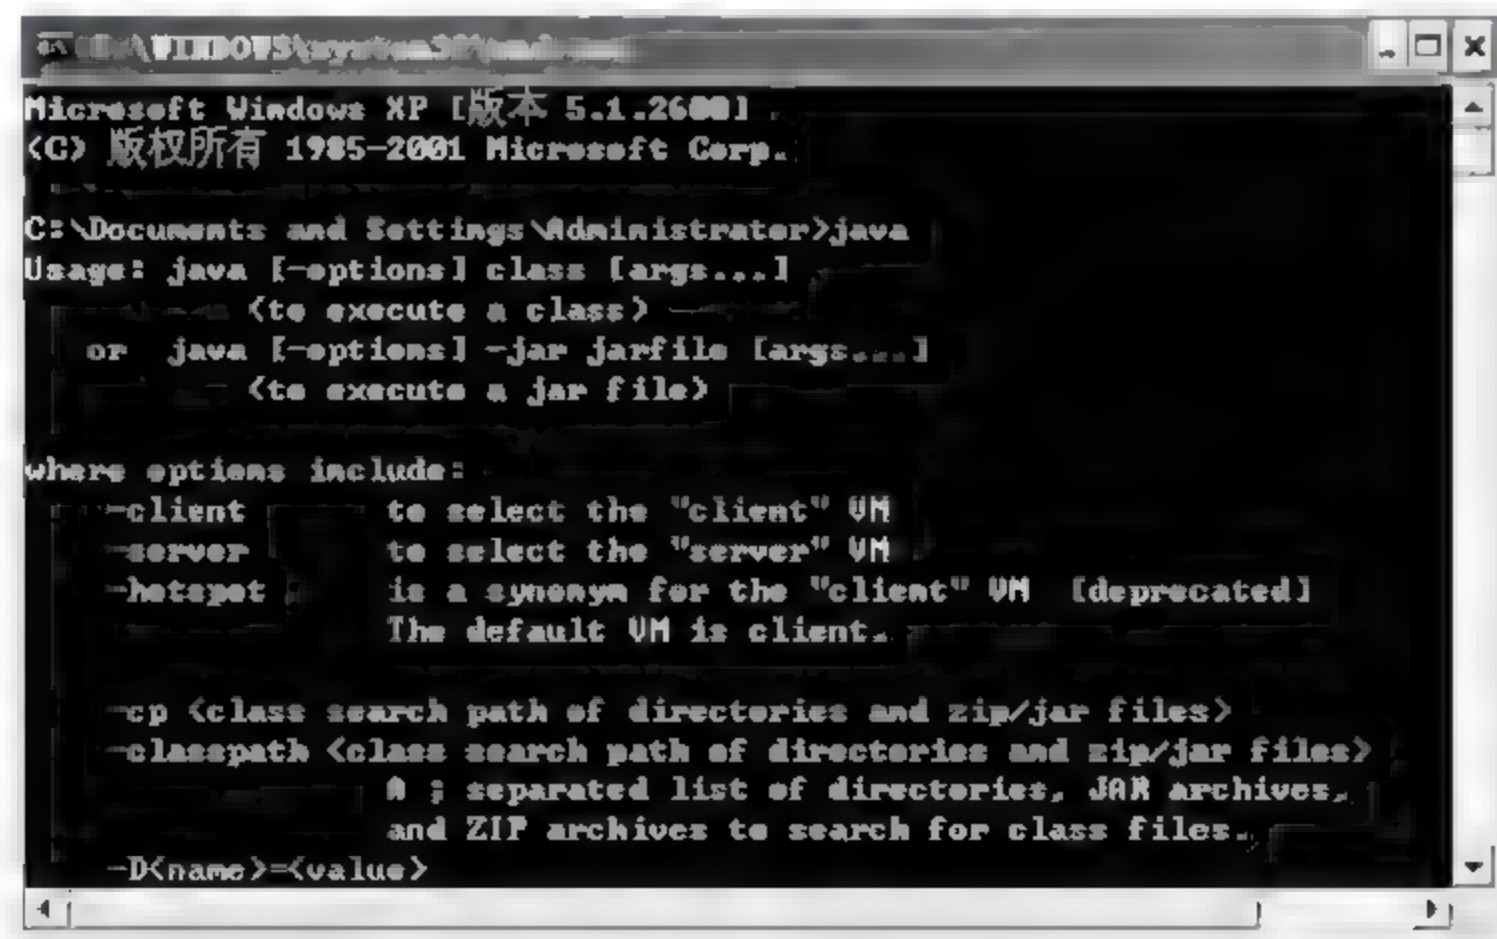 \WINDOWS\system32\cmd
Microsoft Windows XP [版本 5.1.2600]
(C) 版权所有 1985-2001 Microsoft Corp.
C:\Documents and Settings\Administrator>java
Usage: java [-options] class [args...]
(to execute a class)
or java [-options] -jar jarfile [args...]
(to execute a jar file)
where options include:
-client to select the "client" VM
-server to select the "server" VM
-hotspot is a synonym for the "client" VM [deprecated]
The default VM is client.
-cp <class search path of directories and zip/jar files>
-classpath <class search path of directories and zip/jar files>
A ; separated list of directories, JAR archives,
and ZIP archives to search for class files.
-D<name>=<value>